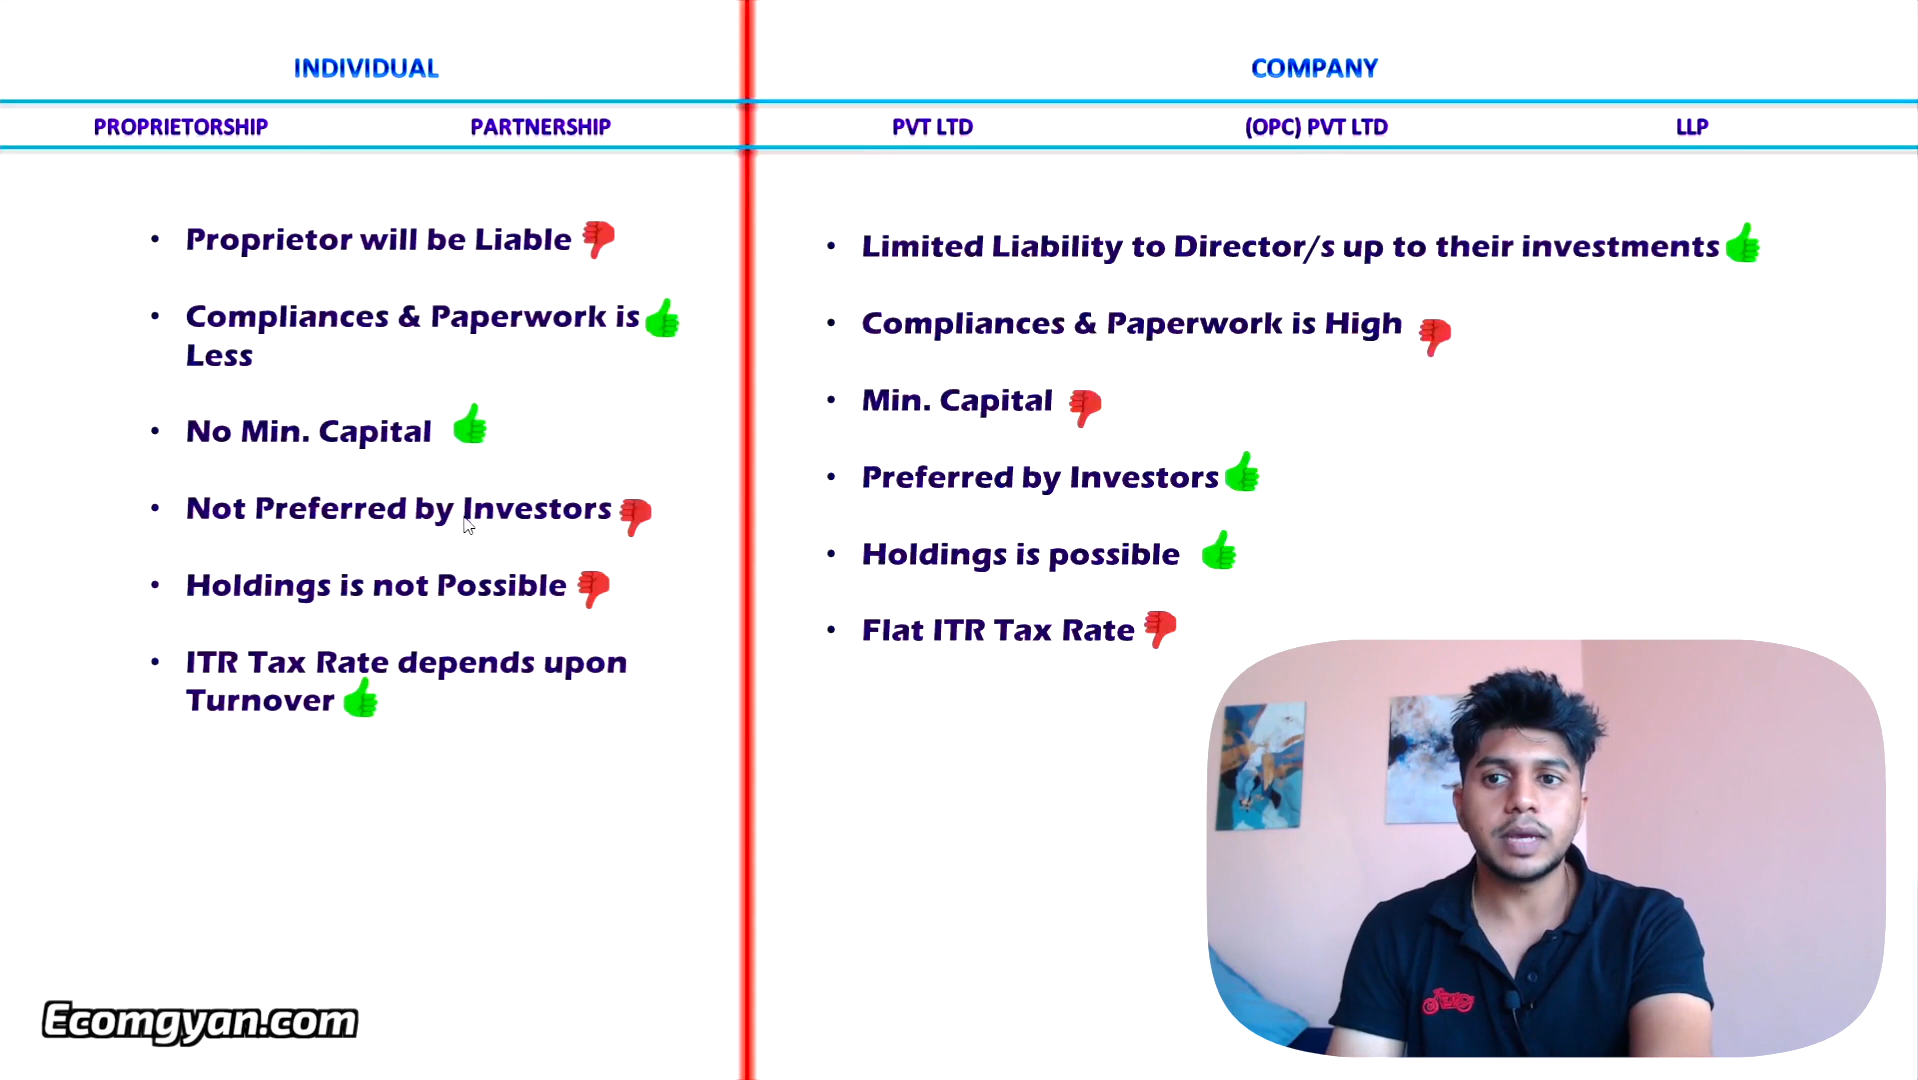 INDIVIDUAL
COMPANY
PROPRIETORSHIP
PARTNERSHIP
PVT LTD
(OPC) PVT LTD
LLP
• Proprietor will be Liable
• Compliances & Paperwork is
Less
• No Min. Capital
• Not Preferred by Investors
• Holdings is not Possible
• ITR Tax Rate depends upon
Turnover
• Limited Liability to Director/s up to their investments
• Compliances & Paperwork is High
• Min. Capital
• Preferred by Investors
• Holdings is possible
• Flat ITR Tax Rate
Ecomgyan.com